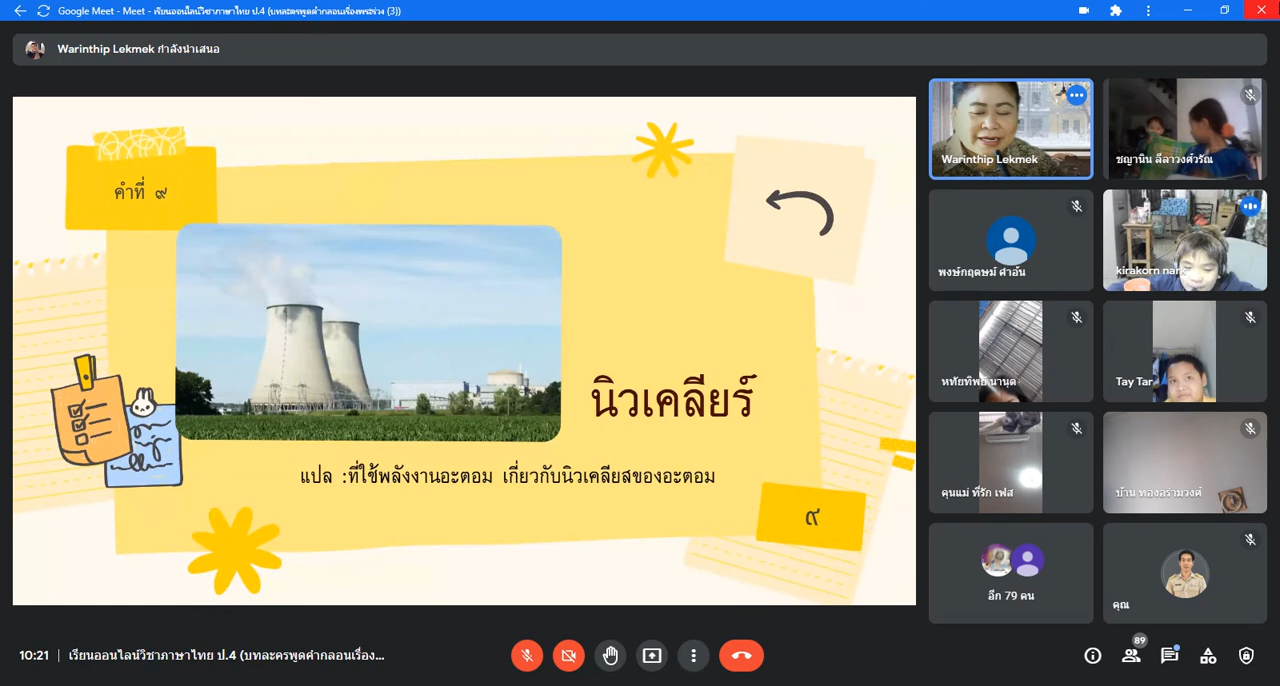 Google Meet - Meet - เรียนออนไลน์วิชาภาษาไทย ป.4 (บทละครพูดคำกลอนเรื่องพระร่วง (3))
Warinthip Lekmek กำลังนำเสนอ
คำที่ ๙
นิวเคลียร์
แปล :ที่ใช้พลังงานอะตอม เกี่ยวกับนิวเคลียสของอะตอม
๙
Warinthip Lekmek
ชญานิน ลีลาวงศ์วรัณ
พงษ์กฤตษม์ คำอ้น
kirakorn nark
หทัยทิพย์ นานุต
Tay Tar
คุนแม่ ที่รัก เฟส
บ้าน ทองอร่ามวงศ์
อีก 79 คน
คุณ
10:21
เรียนออนไลน์วิชาภาษาไทย ป.4 (บทละครพูดคำกลอนเรื่อง...
89